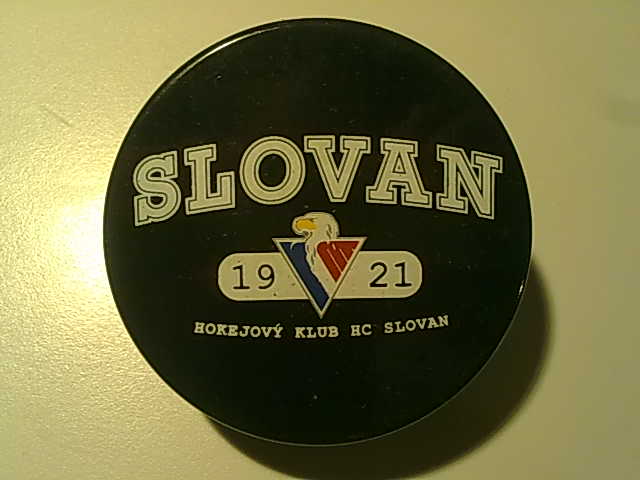 SLOVAN
19 21
HOKEJOVÝ KLUB HC SLOVAN